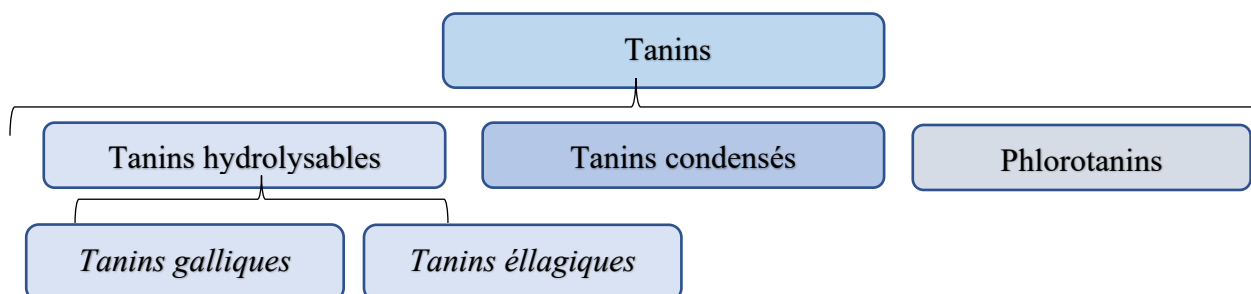 Tanins
Tanins hydrolysables
Tanins condensés
Phlorotanins
Tanins galliques
Tanins éllagiques